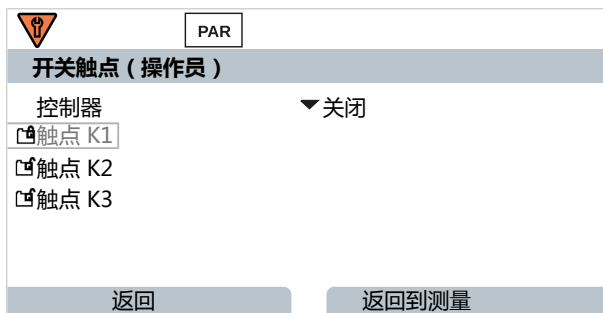 PAR
开关触点 ( 操作员 )
控制器 关闭
触点 K1
触点 K2
触点 K3
返回 返回到测量